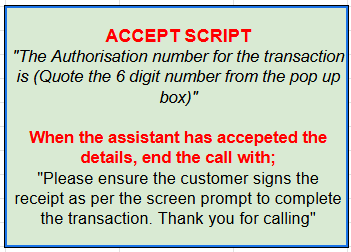 ACCEPT SCRIPT
"The Authorisation number for the transaction
is (Quote the 6 digit number from the pop up
box)"
When the assistant has accepeted the
details, end the call with;
"Please ensure the customer signs the
receipt as per the screen prompt to complete
the transaction. Thank you for calling"